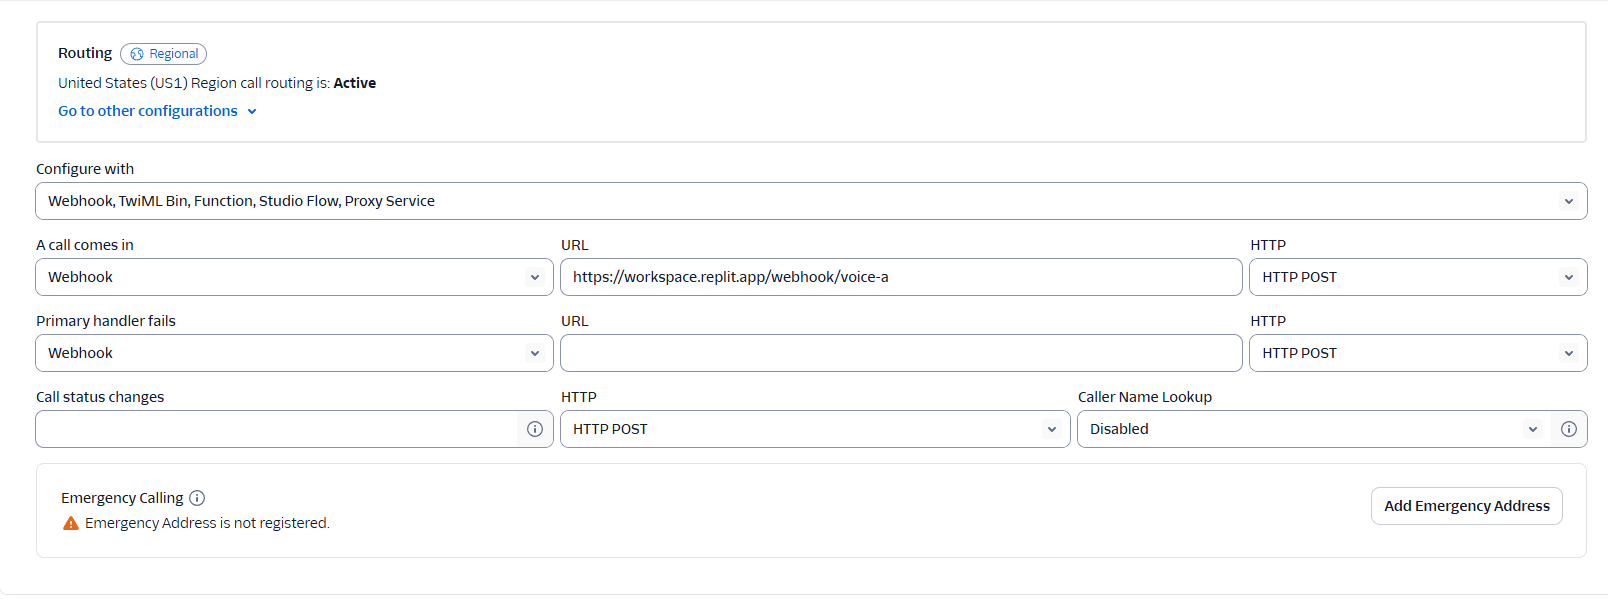 Routing Regional
United States (US1) Region call routing is: Active
Go to other configurations
Configure with
Webhook, TwiML Bin, Function, Studio Flow, Proxy Service
A call comes in URL HTTP
Webhook https://workspace.replit.app/webhook/voice-a HTTP POST
Primary handler fails URL HTTP
Webhook HTTP POST
Call status changes HTTP Caller Name Lookup
HTTP POST Disabled
Emergency Calling
Emergency Address is not registered.
Add Emergency Address